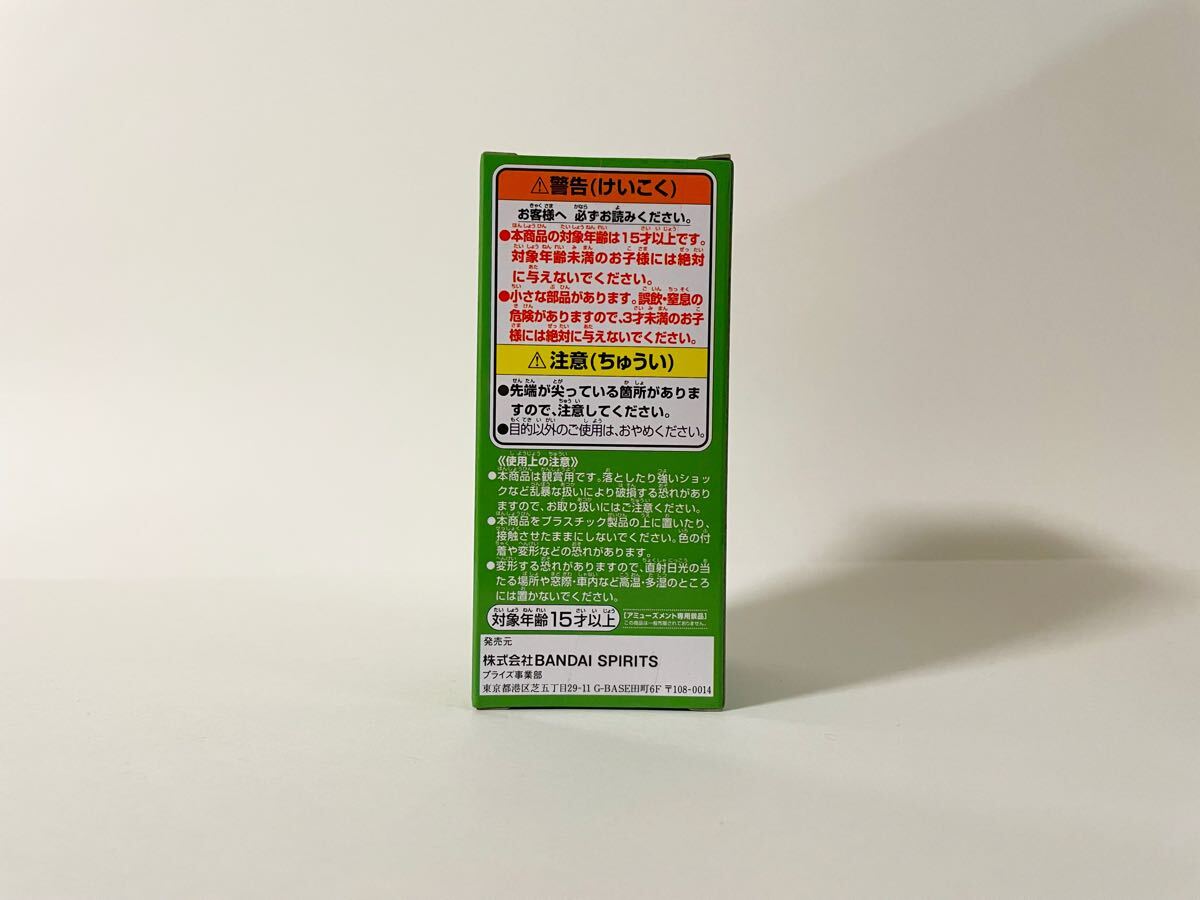 ⚠警告(けいこく)
お客様へ 必ずお読みください。
●本商品の対象年齢は15才以上です。
対象年齢未満のお子様には絶対
に与えないでください。
●小さな部品があります。誤飲・窒息の
危険がありますので、3才未満のお子
様には絶対に与えないでください。
⚠注意(ちゅうい)
●先端が尖っている箇所がありま
すので、注意してください。
●目的以外のご使用は、おやめください。
《使用上の注意》
●本商品は観賞用です。落としたり強いショッ
クなど乱暴な扱いにより破損する恐れがあり
ますので、お取り扱いにはご注意ください。
●本商品をプラスチック製品の上に置いたり、
接触させたままにしないでください。色の付
着や変形などの恐れがあります。
●変形する恐れがありますので、直射日光の当
たる場所や窓際・車内など高温・多湿のところ
には置かないでください。
対象年齢15才以上
[アミューズメント専用景品]
この商品は一般市販されておりません。
発売元
株式会社BANDAI SPIRITS
プライズ事業部
東京都港区芝五丁目29-11 G-BASE田町6F 〒108-0014